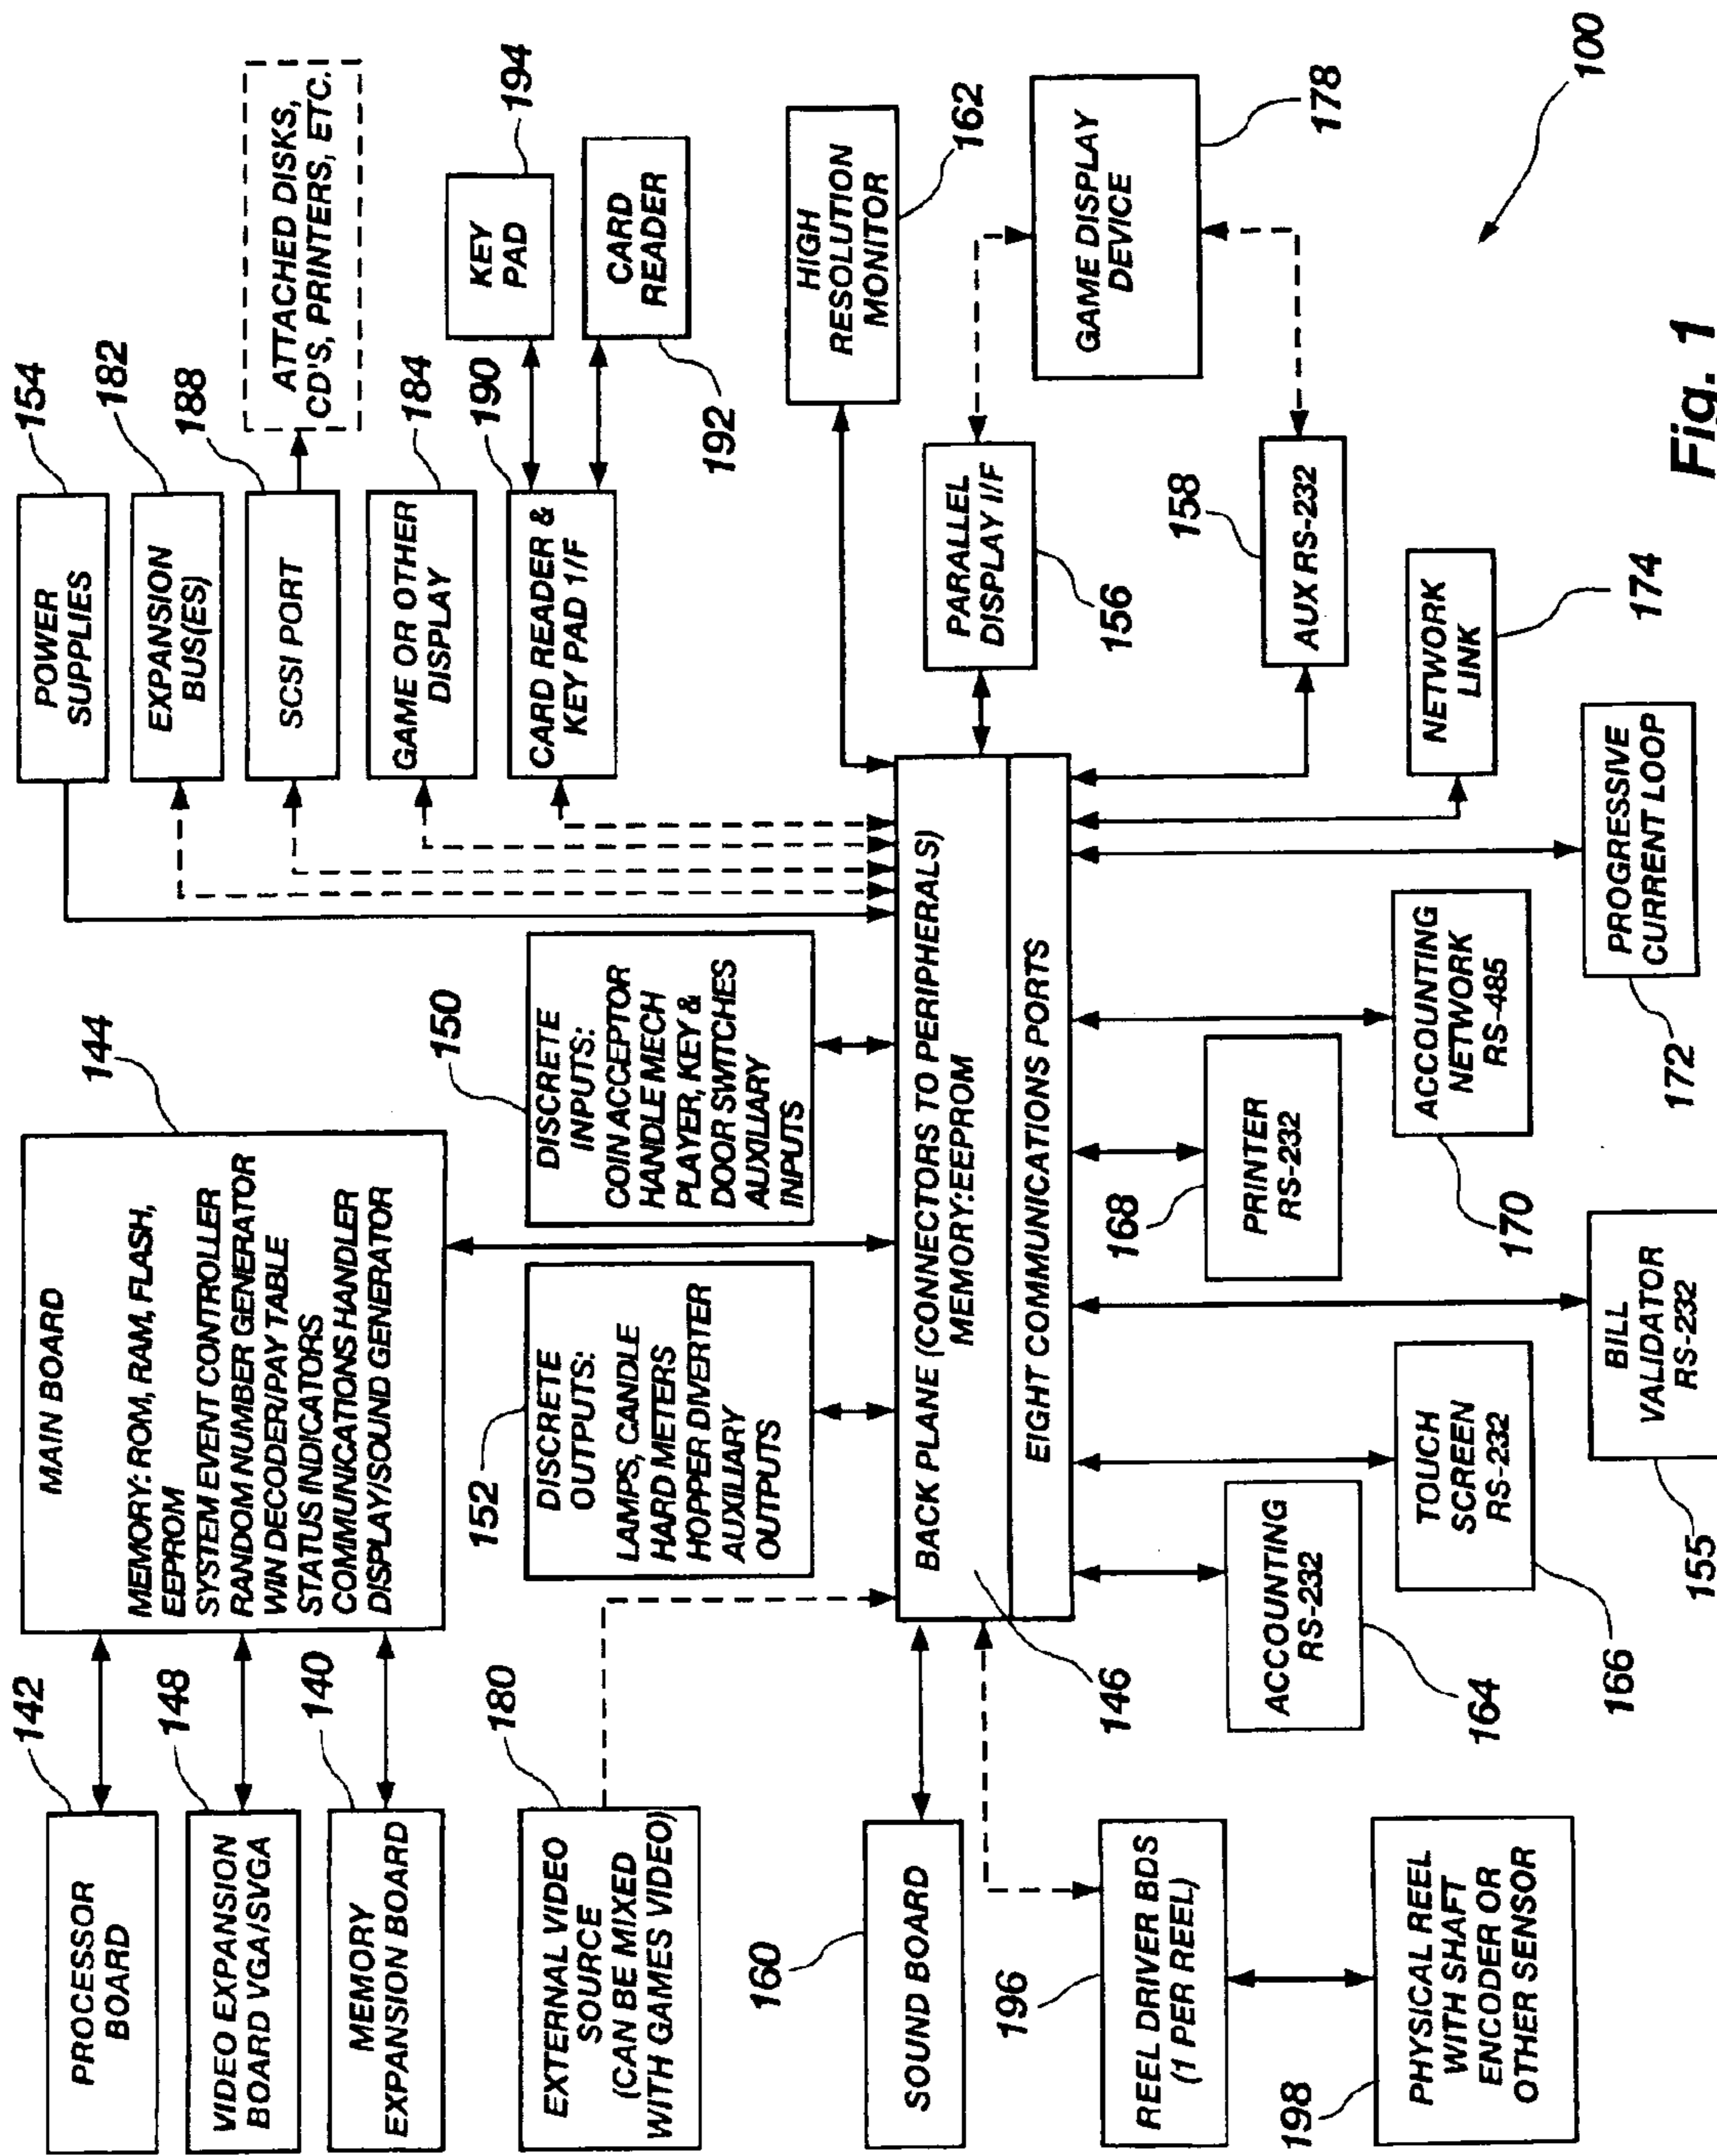 142
PROCESSOR
BOARD
148
VIDEO EXPANSION
BOARD VGA/SVGA
140
MEMORY
EXPANSION BOARD
144
MAIN BOARD
MEMORY: ROM, RAM, FLASH,
EEPROM
SYSTEM EVENT CONTROLLER
RANDOM NUMBER GENERATOR
WIN DECODER/PAY TABLE
STATUS INDICATORS
COMMUNICATIONS HANDLER
DISPLAY/SOUND GENERATOR
154
POWER
SUPPLIES
182
EXPANSION
BUS(ES)
188
SCSI PORT
ATTACHED DISKS,
CD'S, PRINTERS, ETC.
184
GAME OR OTHER
DISPLAY
190
CARD READER &
KEY PAD 1/F
194
KEY
PAD
CARD
READER
192
180
EXTERNAL VIDEO
SOURCE
(CAN BE MIXED
WITH GAMES VIDEO)
152
DISCRETE
OUTPUTS:
LAMPS, CANDLE
HARD METERS
HOPPER DIVERTER
AUXILIARY
OUTPUTS
150
DISCRETE
INPUTS:
COIN ACCEPTOR
HANDLE MECH
PLAYER, KEY &
DOOR SWITCHES
AUXILIARY
INPUTS
HIGH
RESOLUTION
MONITOR
162
160
SOUND BOARD
BACK PLANE (CONNECTORS TO PERIPHERALS)
MEMORY:EEPROM
EIGHT COMMUNICATIONS PORTS
146
PARALLEL
DISPLAY I/F
156
GAME DISPLAY
DEVICE
178
158
AUX RS-232
196
REEL DRIVER BDS
(1 PER REEL)
198
PHYSICAL REEL
WITH SHAFT
ENCODER OR
OTHER SENSOR
ACCOUNTING
RS-232
164
TOUCH
SCREEN
RS-232
166
BILL
VALIDATOR
RS-232
155
168
PRINTER
RS-232
ACCOUNTING
NETWORK
RS-485
170
PROGRESSIVE
CURRENT LOOP
172
NETWORK
LINK
174
100
Fig. 1